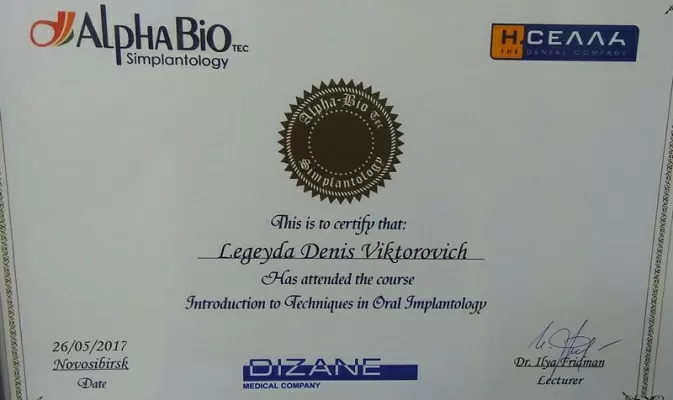 AlphaBio TEC
Simplantology
Н.СЕЛЛА
THE DENTAL COMPANY
Alpha-Bio Tec
Simplantology
This is to certify that:
Legeyda Denis Viktorovich
Has attended the course
Introduction to Techniques in Oral Implantology
26/05/2017
Novosibirsk
Date
DIZANE
MEDICAL COMPANY
Dr. Ilya Fridman
Lecturer